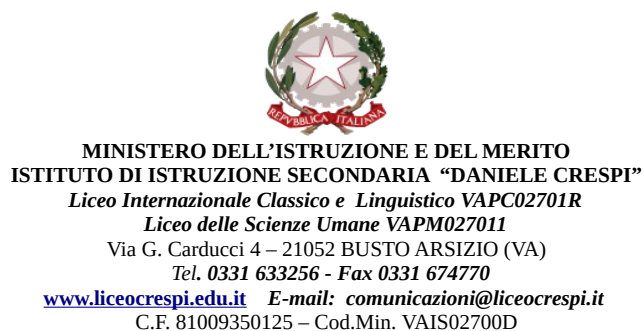 REPVBBLICA ITALIANA
MINISTERO DELL’ISTRUZIONE E DEL MERITO
ISTITUTO DI ISTRUZIONE SECONDARIA “DANIELE CRESPI”
Liceo Internazionale Classico e Linguistico VAPC02701R
Liceo delle Scienze Umane VAPM027011
Via G. Carducci 4 – 21052 BUSTO ARSIZIO (VA)
Tel. 0331 633256 - Fax 0331 674770
www.liceocrespi.edu.it E-mail: comunicazioni@liceocrespi.it
C.F. 81009350125 – Cod.Min. VAIS02700D